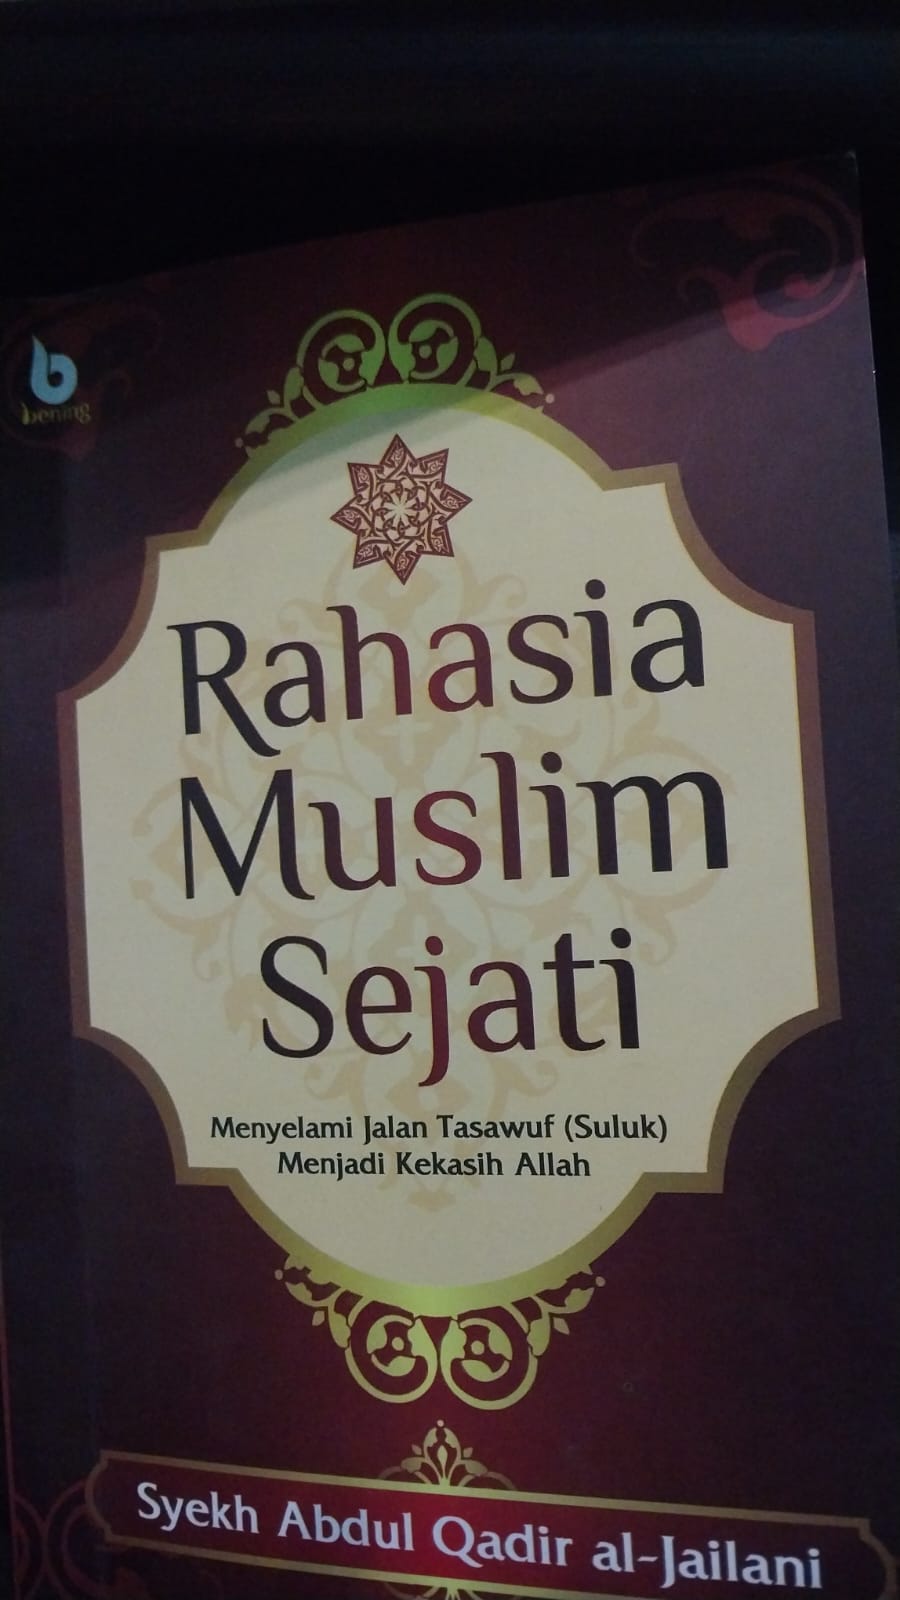 bening
Rahasia
Muslim
Sejati
Menyelami Jalan Tasawuf (Suluk)
Menjadi Kekasih Allah
Syekh Abdul Qadir al-Jailani